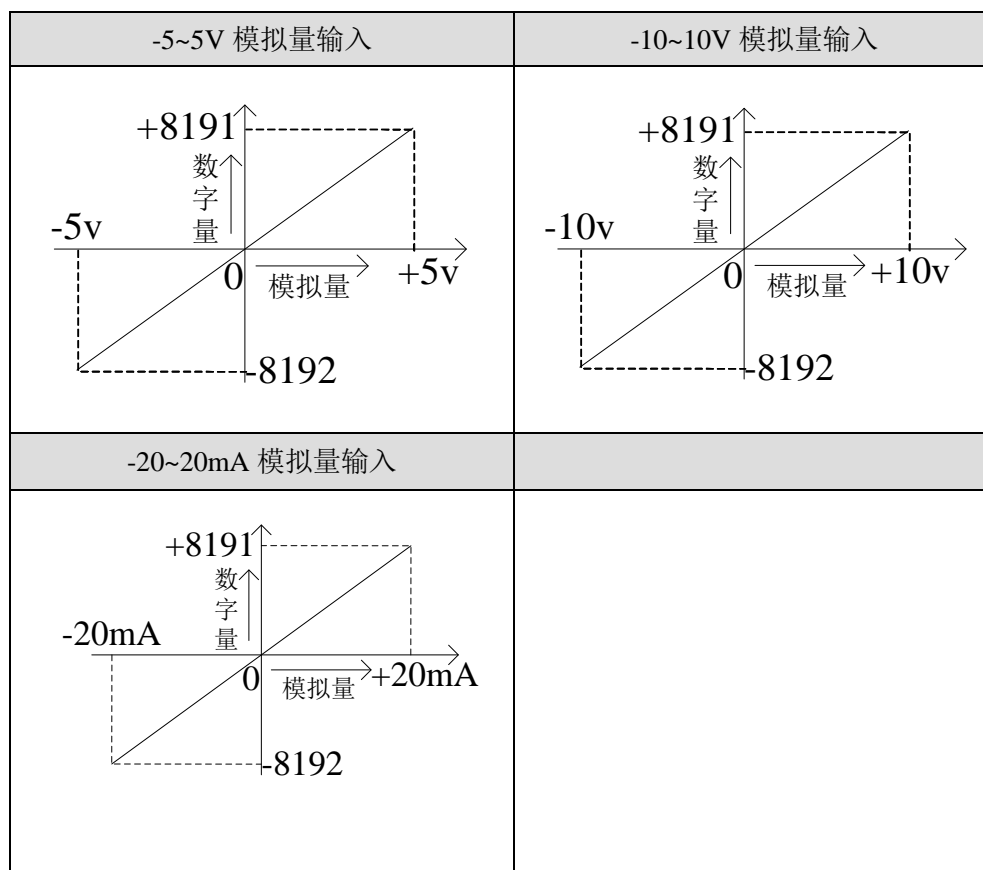 -5~5V 模拟量输入
-10~10V 模拟量输入
+8191
数字量
-5v
0
模拟量
+5v
-8192
+8191
数字量
-10v
0
模拟量
+10v
-8192
-20~20mA 模拟量输入
+8191
数字量
-20mA
0
模拟量
+20mA
-8192